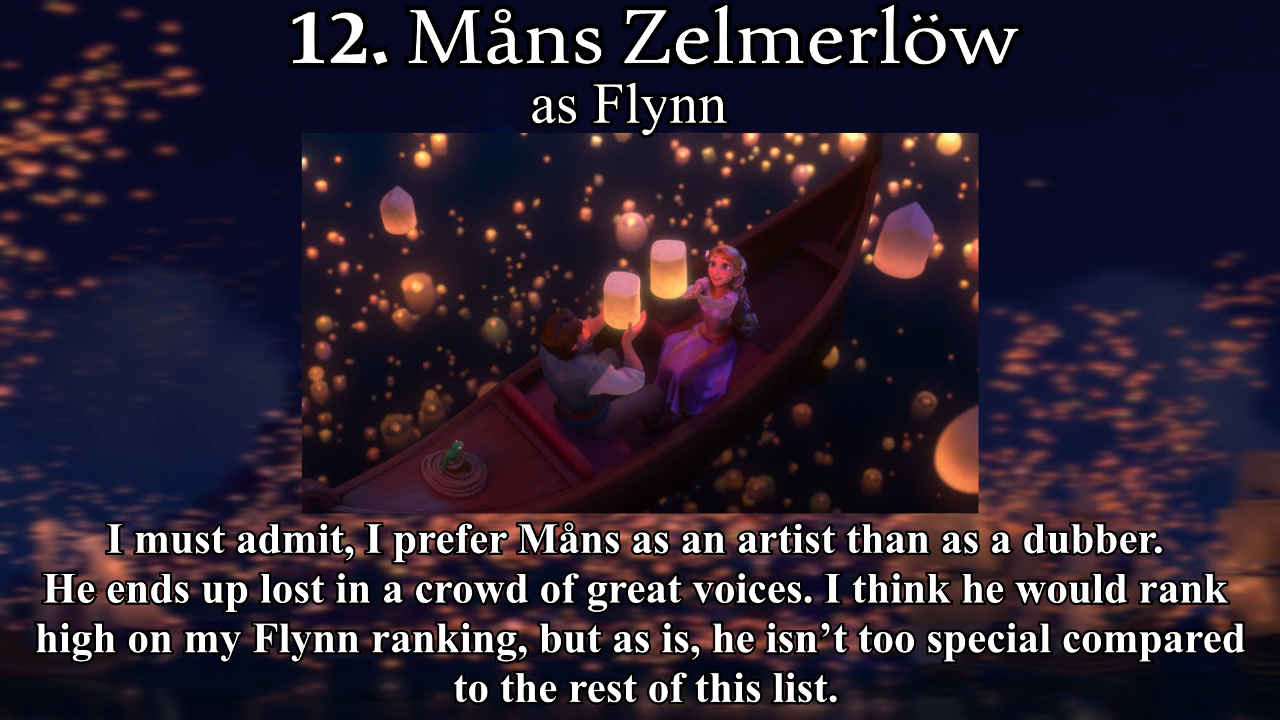 12. Måns Zelmerlöw
as Flynn
I must admit, I prefer Måns as an artist than as a dubber.
He ends up lost in a crowd of great voices. I think he would rank
high on my Flynn ranking, but as is, he isn’t too special compared
to the rest of this list.